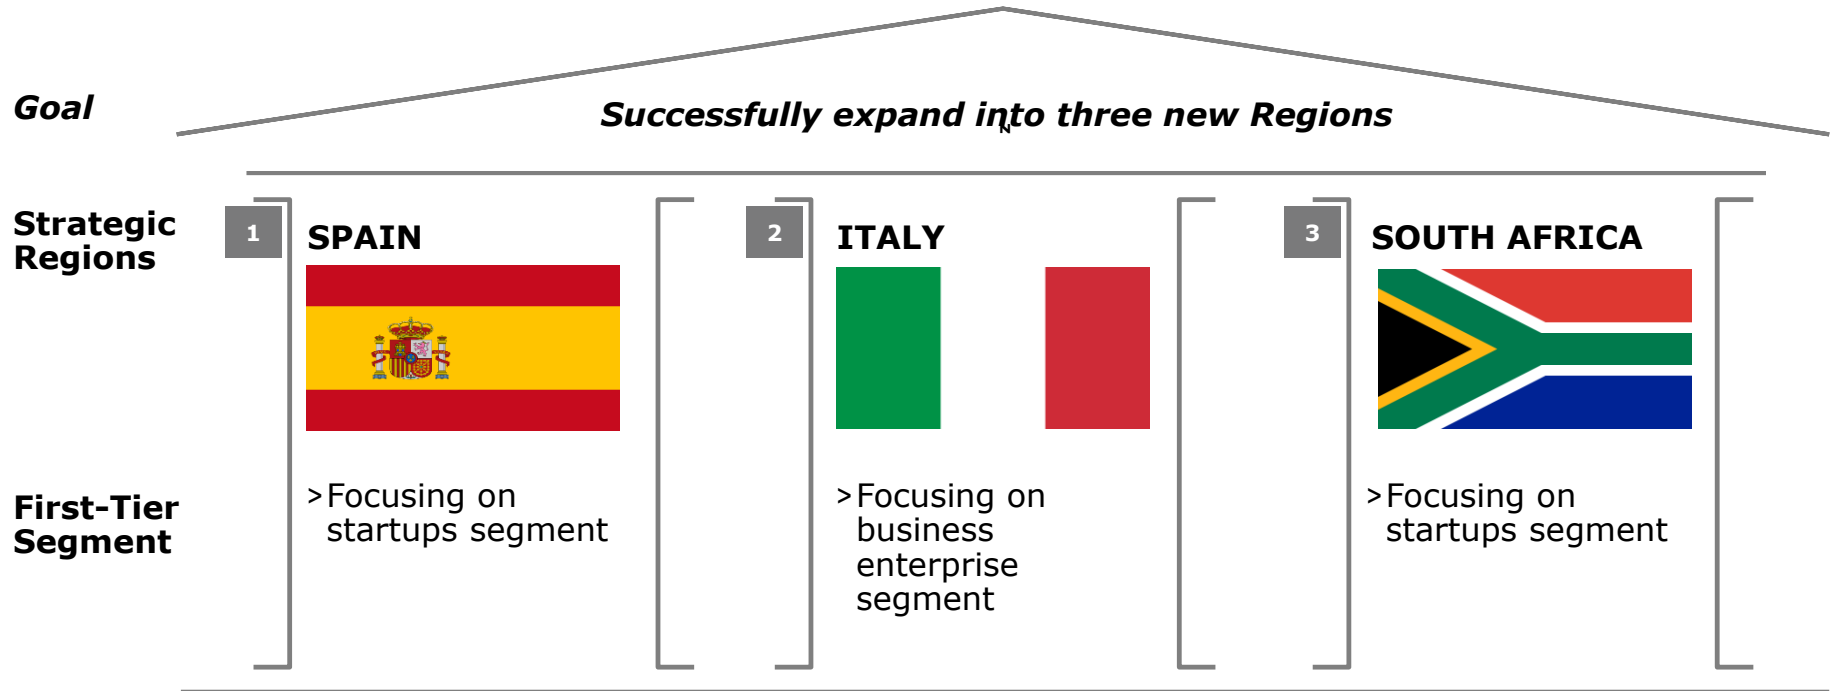 Goal
Successfully expand into three new Regions
N
Strategic
Regions
1
SPAIN
2
ITALY
3
SOUTH AFRICA
First-Tier
Segment
>Focusing on
startups segment
>Focusing on
business
enterprise
segment
>Focusing on
startups segment